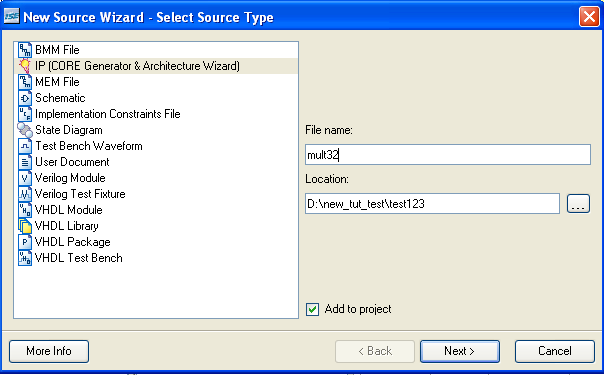 ISE New Source Wizard - Select Source Type
BMM File
IP (CORE Generator & Architecture Wizard)
MEM File
Schematic
Implementation Constraints File
State Diagram
Test Bench Waveform
User Document
Verilog Module
Verilog Test Fixture
VHDL Module
VHDL Library
VHDL Package
VHDL Test Bench
File name:
mult32
Location:
D:\new_tut_test\test123
...
Add to project
More Info
< Back
Next >
Cancel